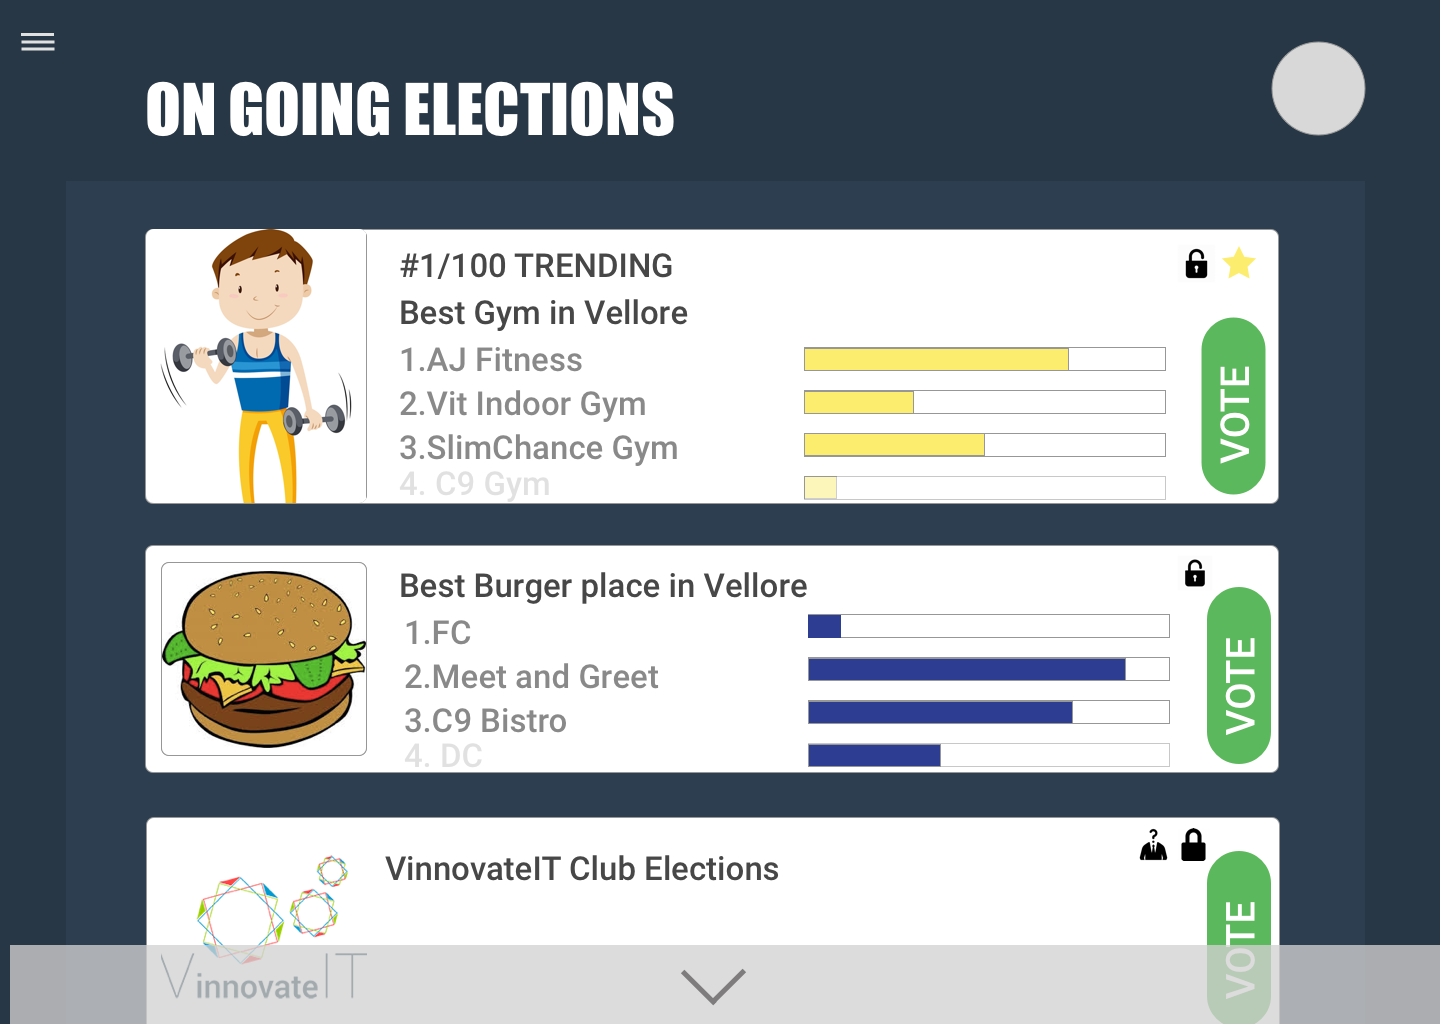 ON GOING ELECTIONS
#1/100 TRENDING
Best Gym in Vellore
1.AJ Fitness
2.Vit Indoor Gym
3.SlimChance Gym
4. C9 Gym
VOTE
Best Burger place in Vellore
1.FC
2.Meet and Greet
3.C9 Bistro
4. DC
VOTE
?
VinnovateIT Club Elections
VOTE
VinnovateIT